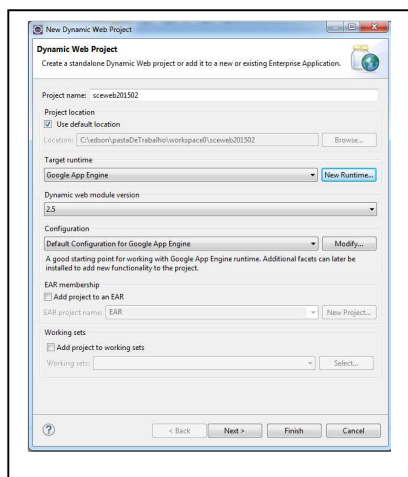 New Dynamic Web Project
Dynamic Web Project
Create a standalone Dynamic Web project or add it to a new or existing Enterprise Application.
Project name: sceweb201502
Project location
Use default location
Location: C:\edson\pastaDeTrabalho\workspace0\sceweb201502 Browse...
Target runtime
Google App Engine New Runtime...
Dynamic web module version
2.5
Configuration
Default Configuration for Google App Engine Modify...
A good starting point for working with Google App Engine runtime. Additional facets can later be
installed to add new functionality to the project.
EAR membership
Add project to an EAR
EAR project name: EAR New Project...
Working sets
Add project to working sets
Working sets: Select...
? < Back Next > Finish Cancel